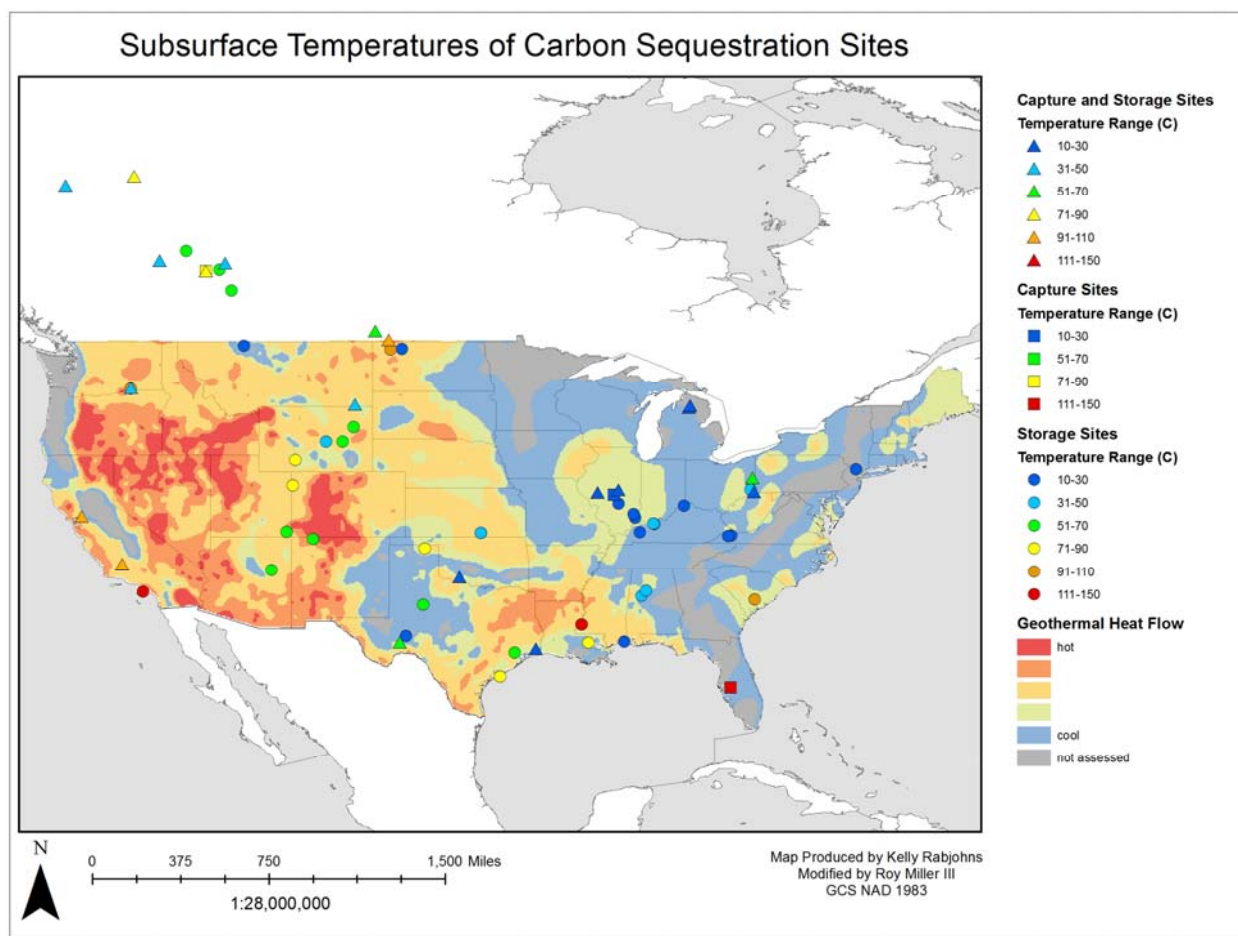 Subsurface Temperatures of Carbon Sequestration Sites
Capture and Storage Sites
Temperature Range (C)
10-30
31-50
51-70
71-90
91-110
111-150
Capture Sites
Temperature Range (C)
10-30
51-70
71-90
111-150
Storage Sites
Temperature Range (C)
10-30
31-50
51-70
71-90
91-110
111-150
Geothermal Heat Flow
hot
cool
not assessed
N
0 375 750 1,500 Miles
1:28,000,000
Map Produced by Kelly Rabjohns
Modified by Roy Miller III
GCS NAD 1983